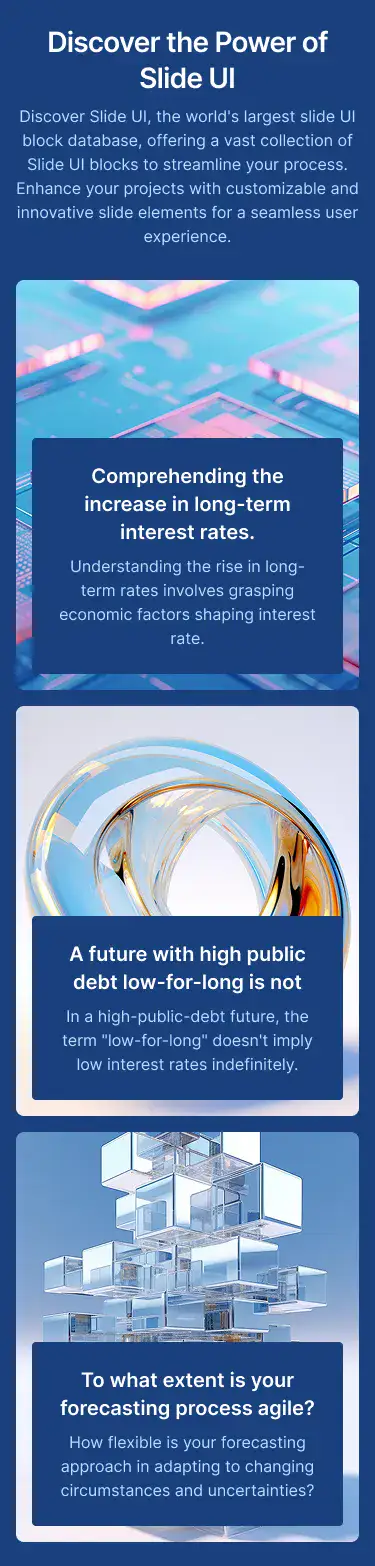 Discover the Power of
Slide UI
Discover Slide UI, the world's largest slide UI
block database, offering a vast collection of
Slide UI blocks to streamline your process.
Enhance your projects with customizable and
innovative slide elements for a seamless user
experience.
Comprehending the
increase in long-term
interest rates.
Understanding the rise in long-
term rates involves grasping
economic factors shaping interest
rate.
A future with high public
debt low-for-long is not
In a high-public-debt future, the
term "low-for-long" doesn't imply
low interest rates indefinitely.
To what extent is your
forecasting process agile?
How flexible is your forecasting
approach in adapting to changing
circumstances and uncertainties?